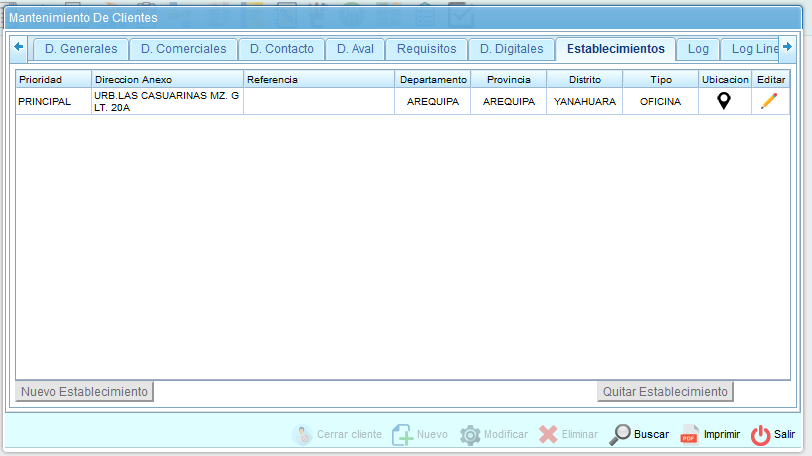 Mantenimiento De Clientes
D. Generales D. Comerciales D. Contacto D. Aval Requisitos D. Digitales Establecimientos Log Log Line
Prioridad Direccion Anexo Referencia Departamento Provincia Distrito Tipo Ubicacion Editar
PRINCIPAL URB.LAS CASUARINAS MZ. G LT. 20A AREQUIPA AREQUIPA YANAHUARA OFICINA
Nuevo Establecimiento Quitar Establecimiento
Cerrar cliente Nuevo Modificar Eliminar Buscar PDF Imprimir Salir